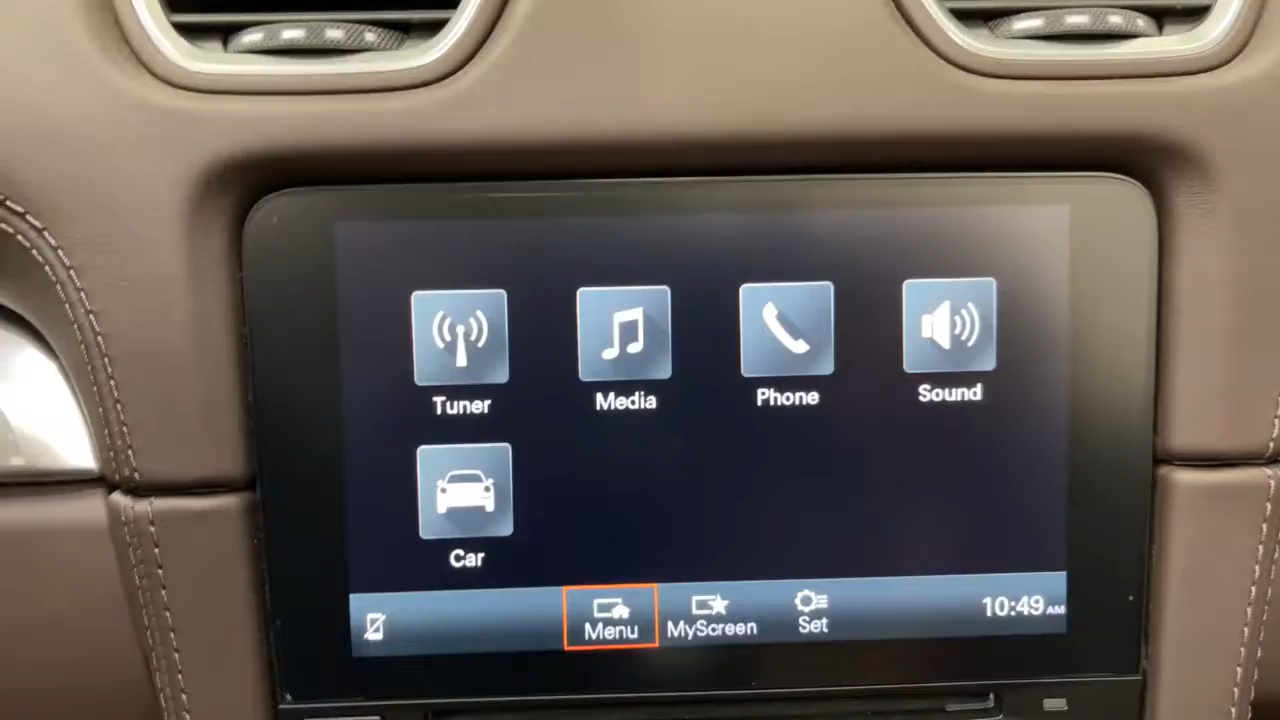 Tuner
Media
Phone
Sound
Car
Menu
MyScreen
Set
10:49 AM